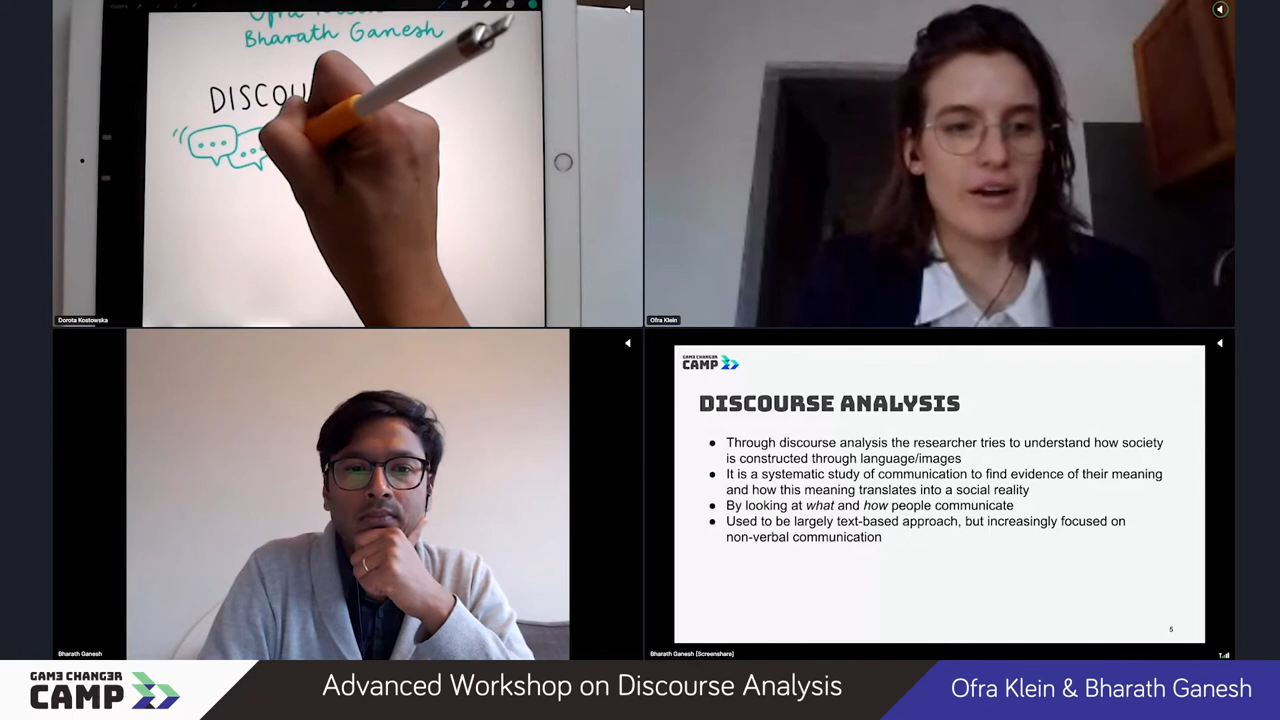 Bharath Ganesh
DISCOU
Dorota Kostowska
Ofra Klein
Bharath Ganesh
GAME CHANGER
CAMP
DISCOURSE ANALYSIS
● Through discourse analysis the researcher tries to understand how society
is constructed through language/images
● It is a systematic study of communication to find evidence of their meaning
and how this meaning translates into a social reality
● By looking at what and how people communicate
● Used to be largely text-based approach, but increasingly focused on
non-verbal communication
5
Bharath Ganesh [Screenshare]
GAM3 CHANG3R
CAMP
Advanced Workshop on Discourse Analysis
Ofra Klein & Bharath Ganesh